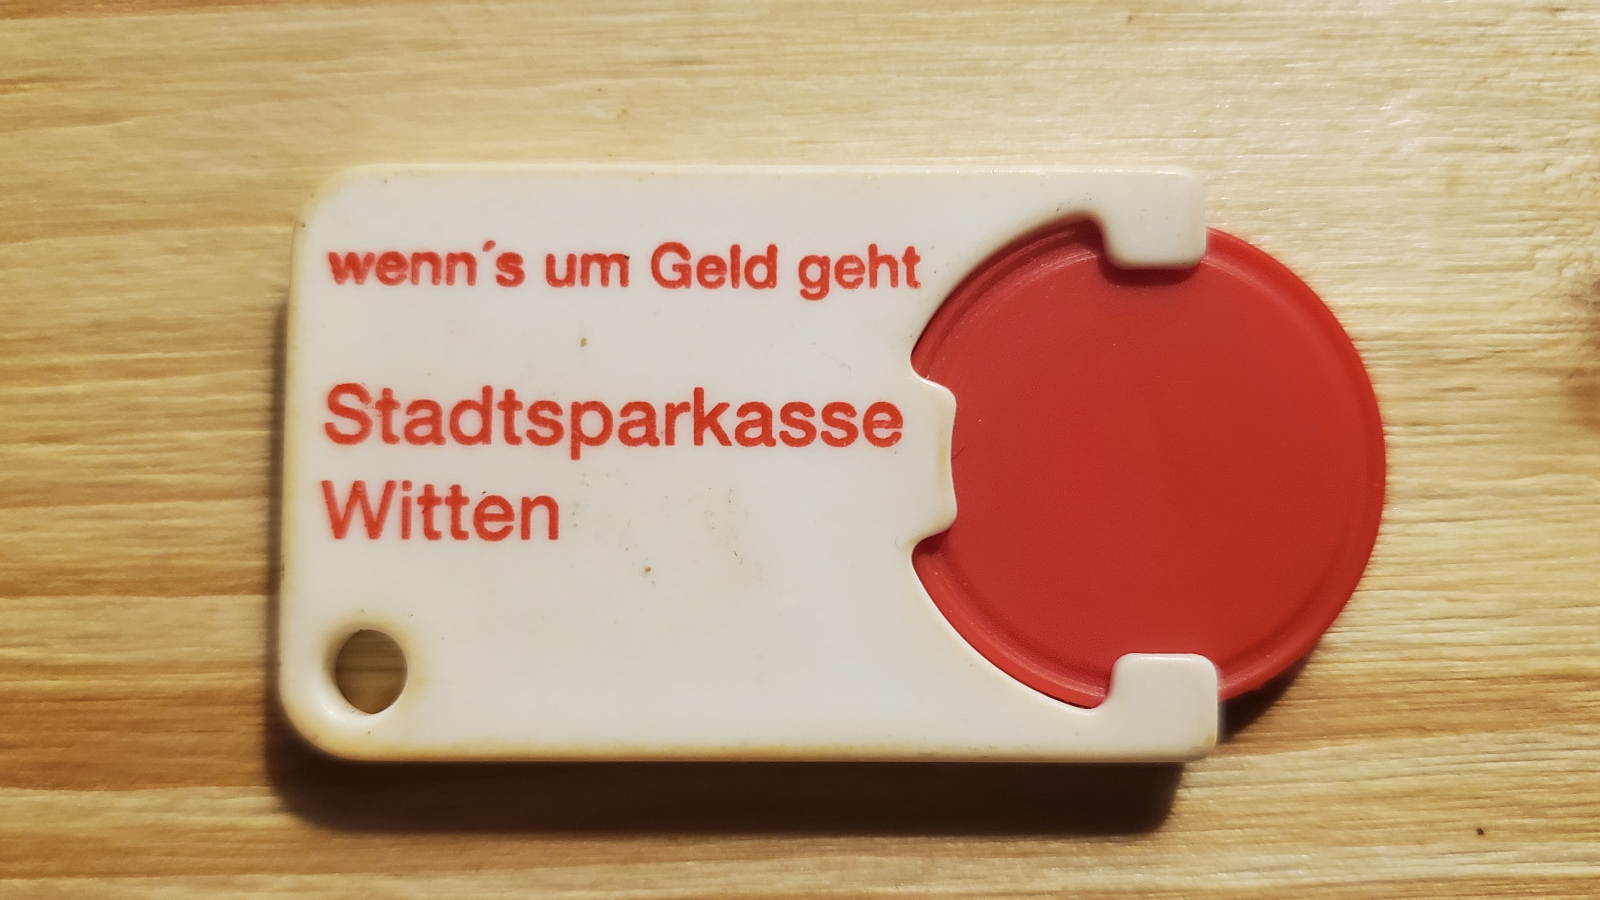 wenn´s um Geld geht
Stadtsparkasse
Witten